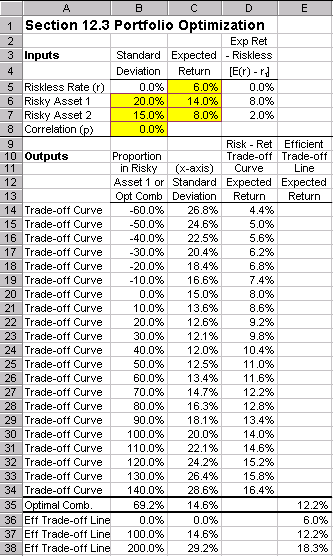 A B C D E
1 Section 12.3 Portfolio Optimization
2 Exp Ret
3 Inputs Standard Expected - Riskless
4 Deviation Return [E(r) - rf]
5 Riskless Rate (r) 0.0% 6.0% 0.0%
6 Risky Asset 1 20.0% 14.0% 8.0%
7 Risky Asset 2 15.0% 8.0% 2.0%
8 Correlation (ρ) 0.0%
9 Risk - Ret Efficient
10 Outputs Proportion Trade-off Trade-off
11 in Risky (x-axis) Curve Line
12 Asset 1 or Standard Expected Expected
13 Opt Comb Deviation Return Return
14 Trade-off Curve -60.0% 26.8% 4.4%
15 Trade-off Curve -50.0% 24.6% 5.0%
16 Trade-off Curve -40.0% 22.5% 5.6%
17 Trade-off Curve -30.0% 20.4% 6.2%
18 Trade-off Curve -20.0% 18.4% 6.8%
19 Trade-off Curve -10.0% 16.6% 7.4%
20 Trade-off Curve 0.0% 15.0% 8.0%
21 Trade-off Curve 10.0% 13.6% 8.6%
22 Trade-off Curve 20.0% 12.6% 9.2%
23 Trade-off Curve 30.0% 12.1% 9.8%
24 Trade-off Curve 40.0% 12.0% 10.4%
25 Trade-off Curve 50.0% 12.5% 11.0%
26 Trade-off Curve 60.0% 13.4% 11.6%
27 Trade-off Curve 70.0% 14.7% 12.2%
28 Trade-off Curve 80.0% 16.3% 12.8%
29 Trade-off Curve 90.0% 18.1% 13.4%
30 Trade-off Curve 100.0% 20.0% 14.0%
31 Trade-off Curve 110.0% 22.1% 14.6%
32 Trade-off Curve 120.0% 24.2% 15.2%
33 Trade-off Curve 130.0% 26.4% 15.8%
34 Trade-off Curve 140.0% 28.6% 16.4%
35 Optimal Comb. 69.2% 14.6% 12.2%
36 Eff Trade-off Line 0.0% 0.0% 6.0%
37 Eff Trade-off Line 100.0% 14.6% 12.2%
38 Eff Trade-off Line 200.0% 29.2% 18.3%